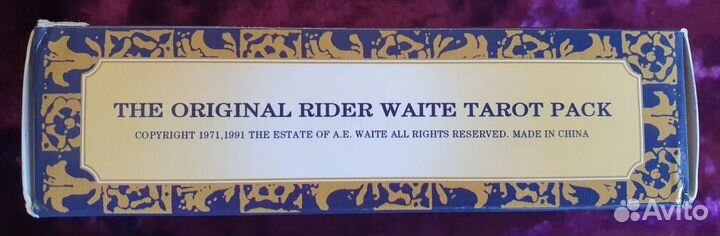 THE ORIGINAL RIDER WAITE TAROT PACK
COPYRIGHT 1971,1991 THE ESTATE OF A.E. WAITE ALL RIGHTS RESERVED. MADE IN CHINA
Avito